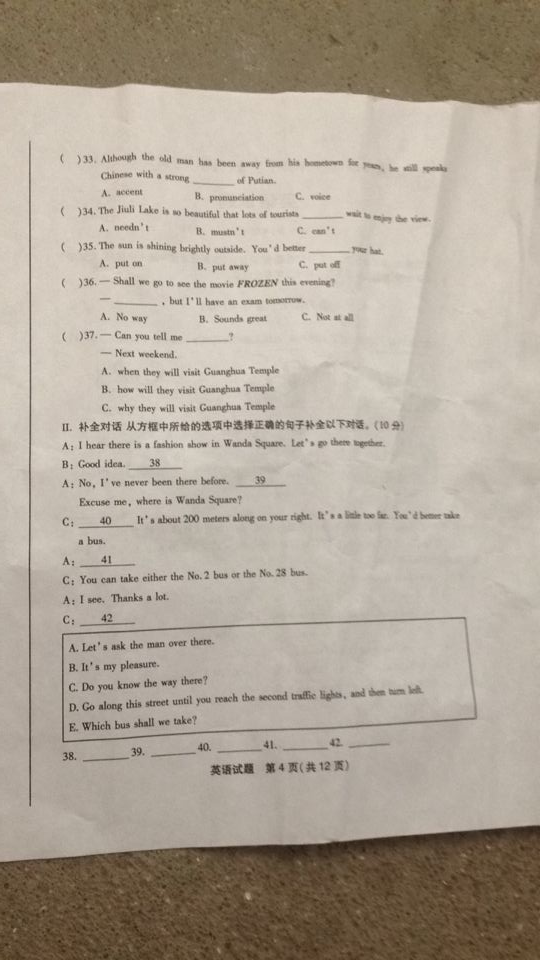 ( )33. Although the old man has been away from his hometown for years, he still speaks
Chinese with a strong ______ of Putian.
A. accent B. pronunciation C. voice
( )34. The Jiuli Lake is so beautiful that lots of tourists ______ wait to enjoy the view.
A. needn't B. mustn't C. can't
( )35. The sun is shining brightly outside. You'd better ______ your hat.
A. put on B. put away C. put off
( )36. — Shall we go to see the movie FROZEN this evening?
— ______ , but I'll have an exam tomorrow.
A. No way B. Sounds great C. Not at all
( )37. — Can you tell me ______?
— Next weekend.
A. when they will visit Guanghua Temple
B. how will they visit Guanghua Temple
C. why they will visit Guanghua Temple
II. 补全对话 从方框中所给的选项中选择正确的句子补全以下对话。(10 分)
A: I hear there is a fashion show in Wanda Square. Let's go there together.
B: Good idea. 38
A: No, I've never been there before. 39
Excuse me, where is Wanda Square?
C: 40 It's about 200 meters along on your right. It's a little too far. You'd better take
a bus.
A: 41
C: You can take either the No. 2 bus or the No. 28 bus.
A: I see. Thanks a lot.
C: 42
A. Let's ask the man over there.
B. It's my pleasure.
C. Do you know the way there?
D. Go along this street until you reach the second traffic lights, and then turn left.
E. Which bus shall we take?
38. ______ 39. ______ 40. ______ 41. ______ 42. ______
英语试题 第 4 页(共 12 页)